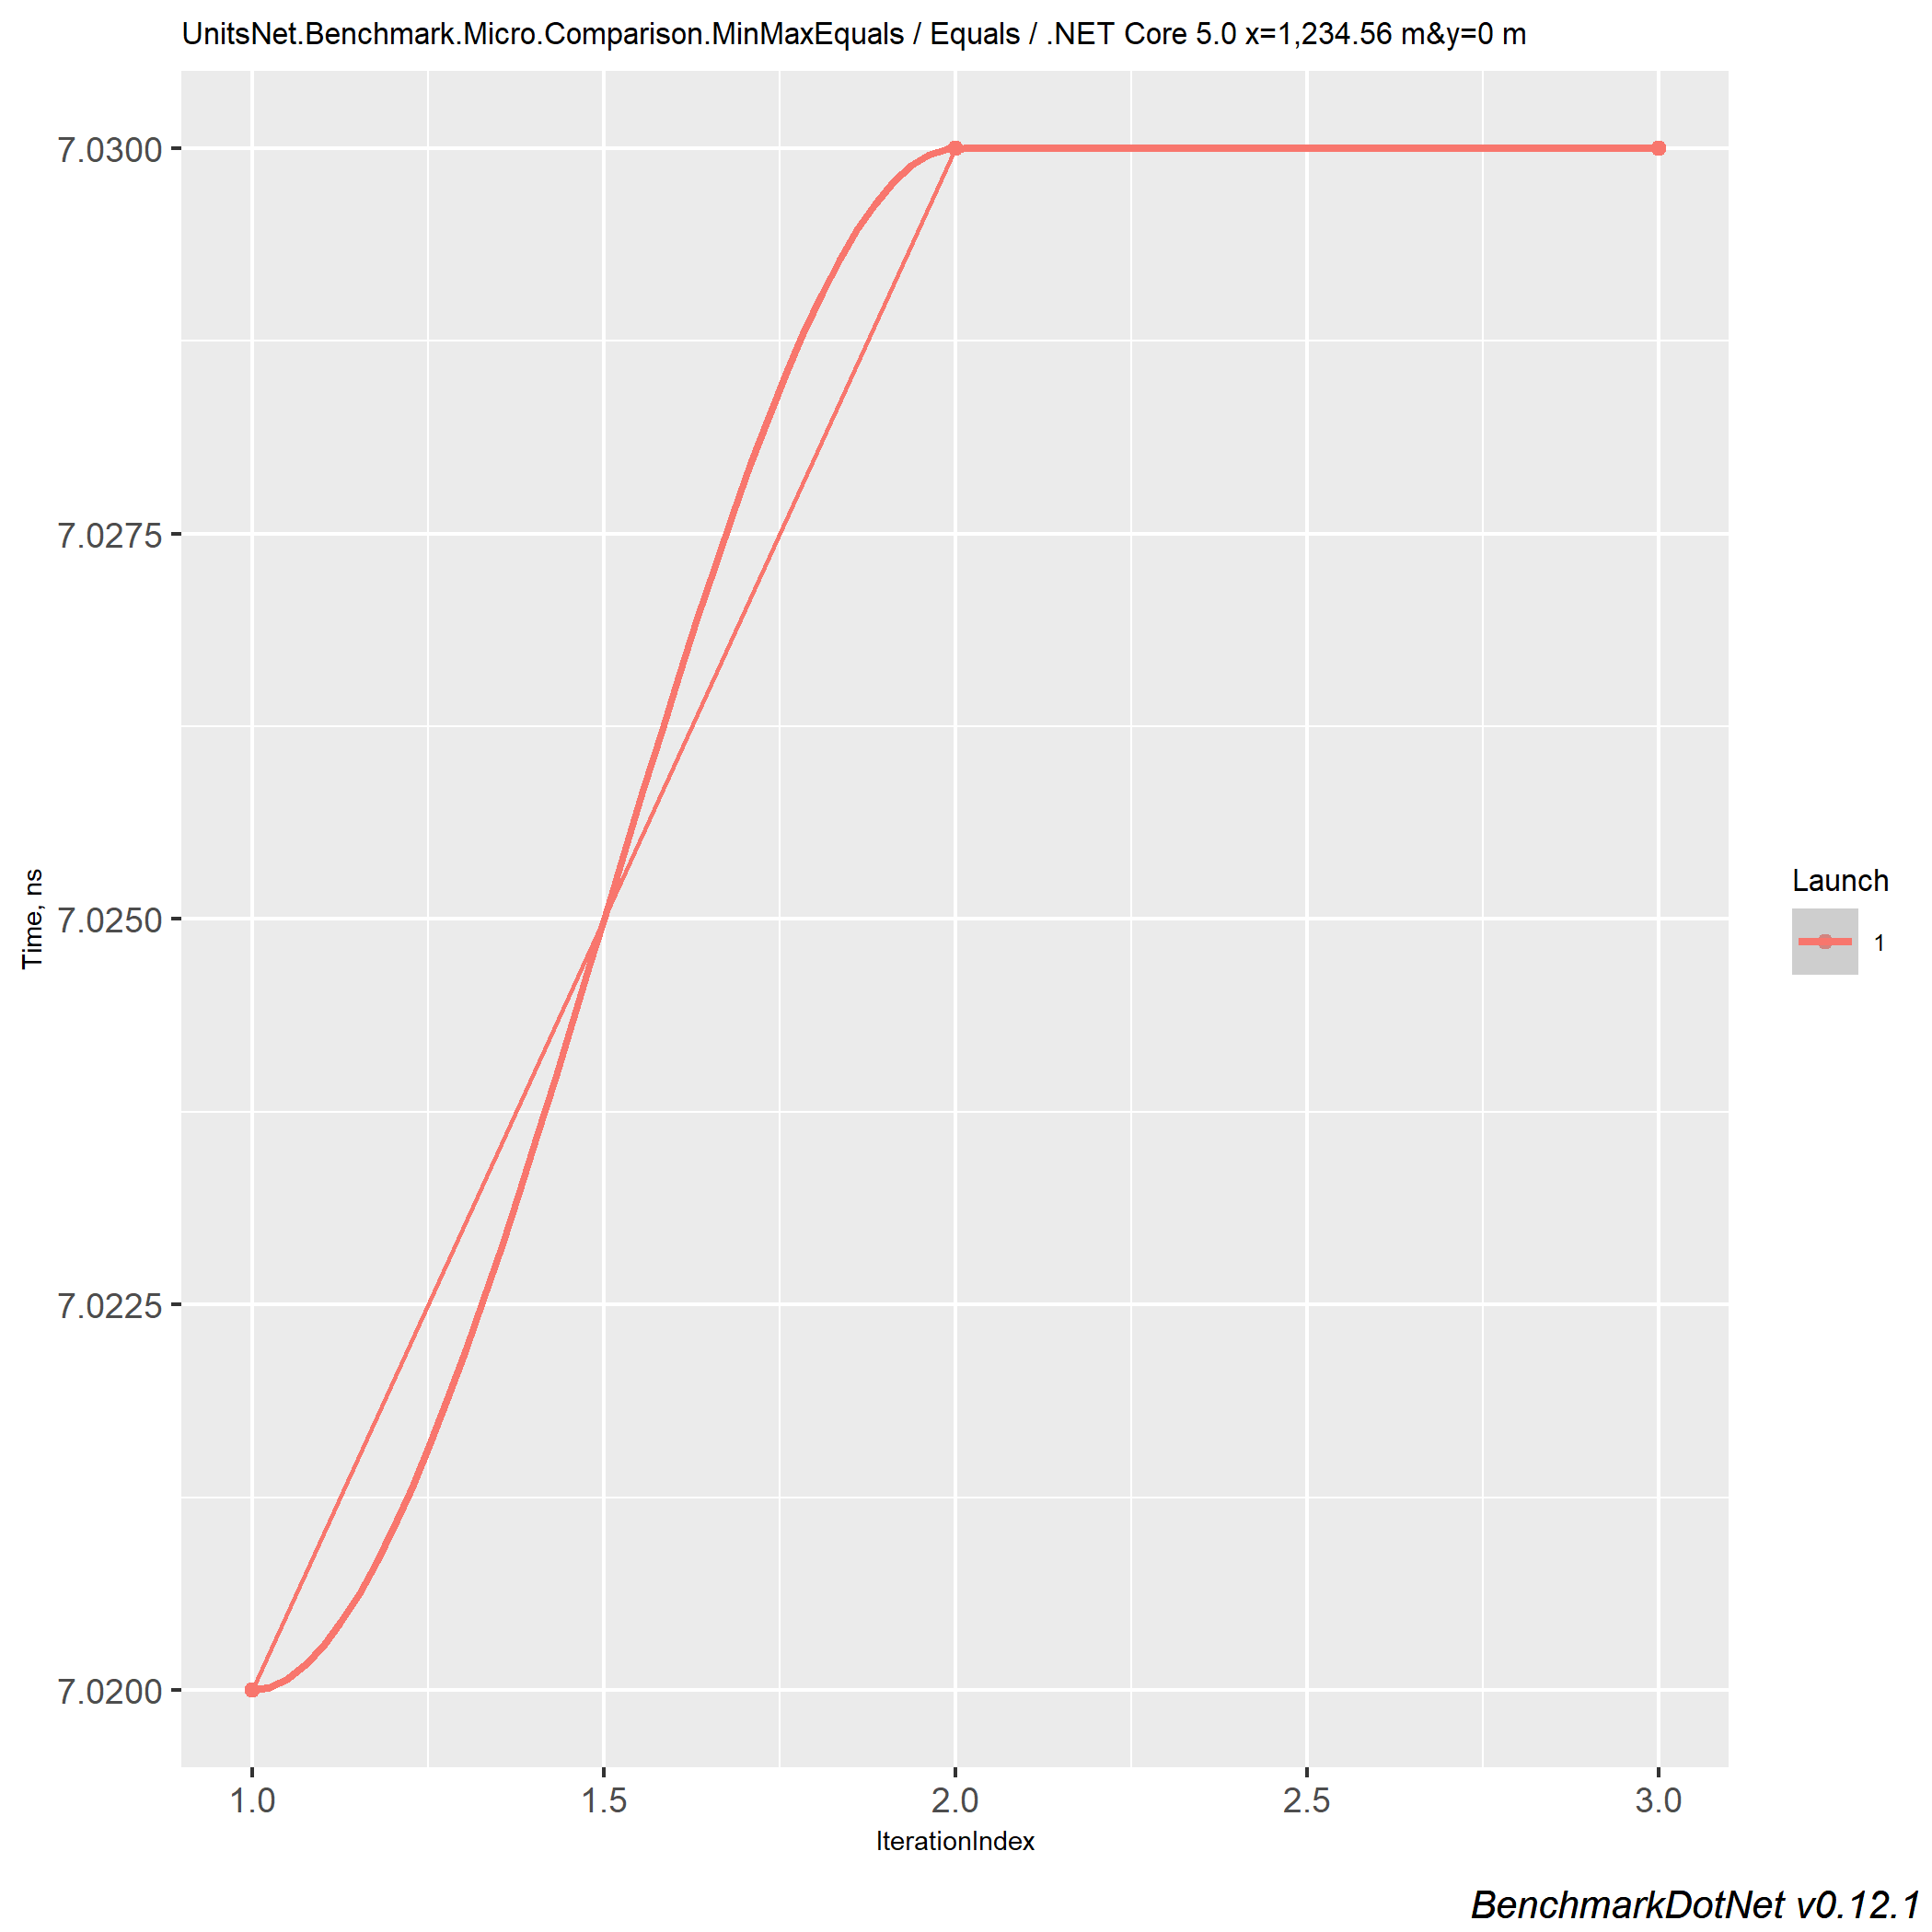 UnitsNet.Benchmark.Micro.Comparison.MinMaxEquals / Equals / .NET Core 5.0 x=1,234.56 m&y=0 m
7.0300
7.0275
7.0250
7.0225
7.0200
Time, ns
1.0 1.5 2.0 2.5 3.0
IterationIndex
Launch
1
BenchmarkDotNet v0.12.1